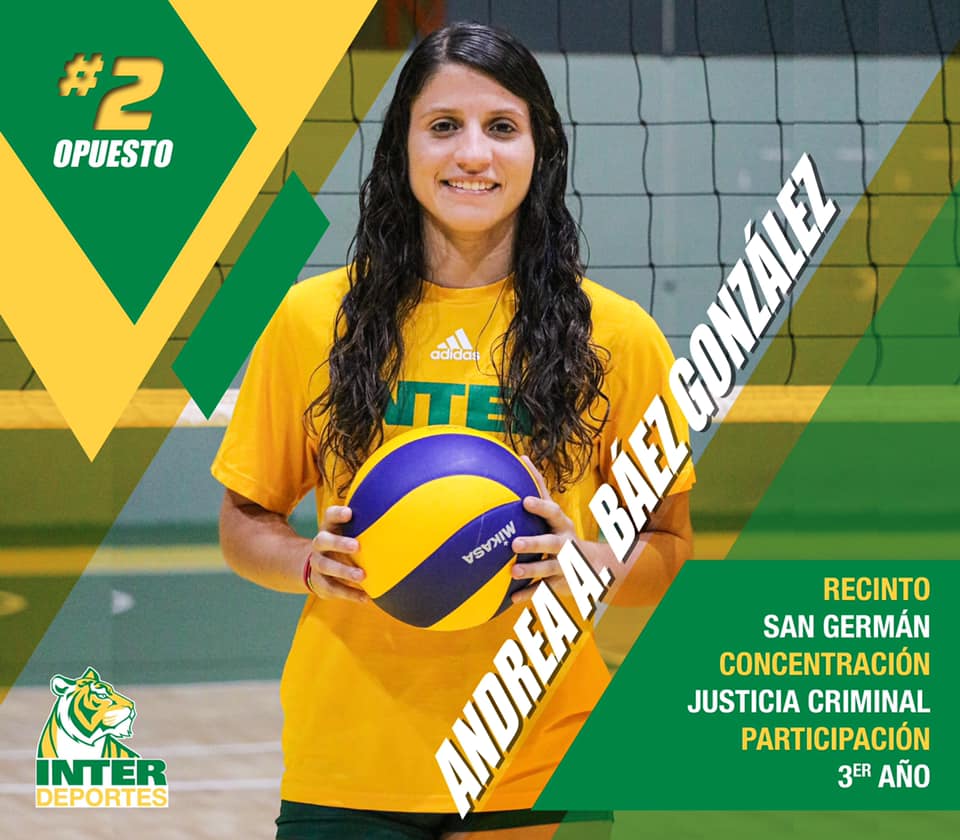 #2
OPUESTO
adidas
INTER
MIKASA
ANDREA A. BÁEZ GONZÁLEZ
RECINTO
SAN GERMÁN
CONCENTRACIÓN
JUSTICIA CRIMINAL
PARTICIPACIÓN
3ER AÑO
INTER
DEPORTES